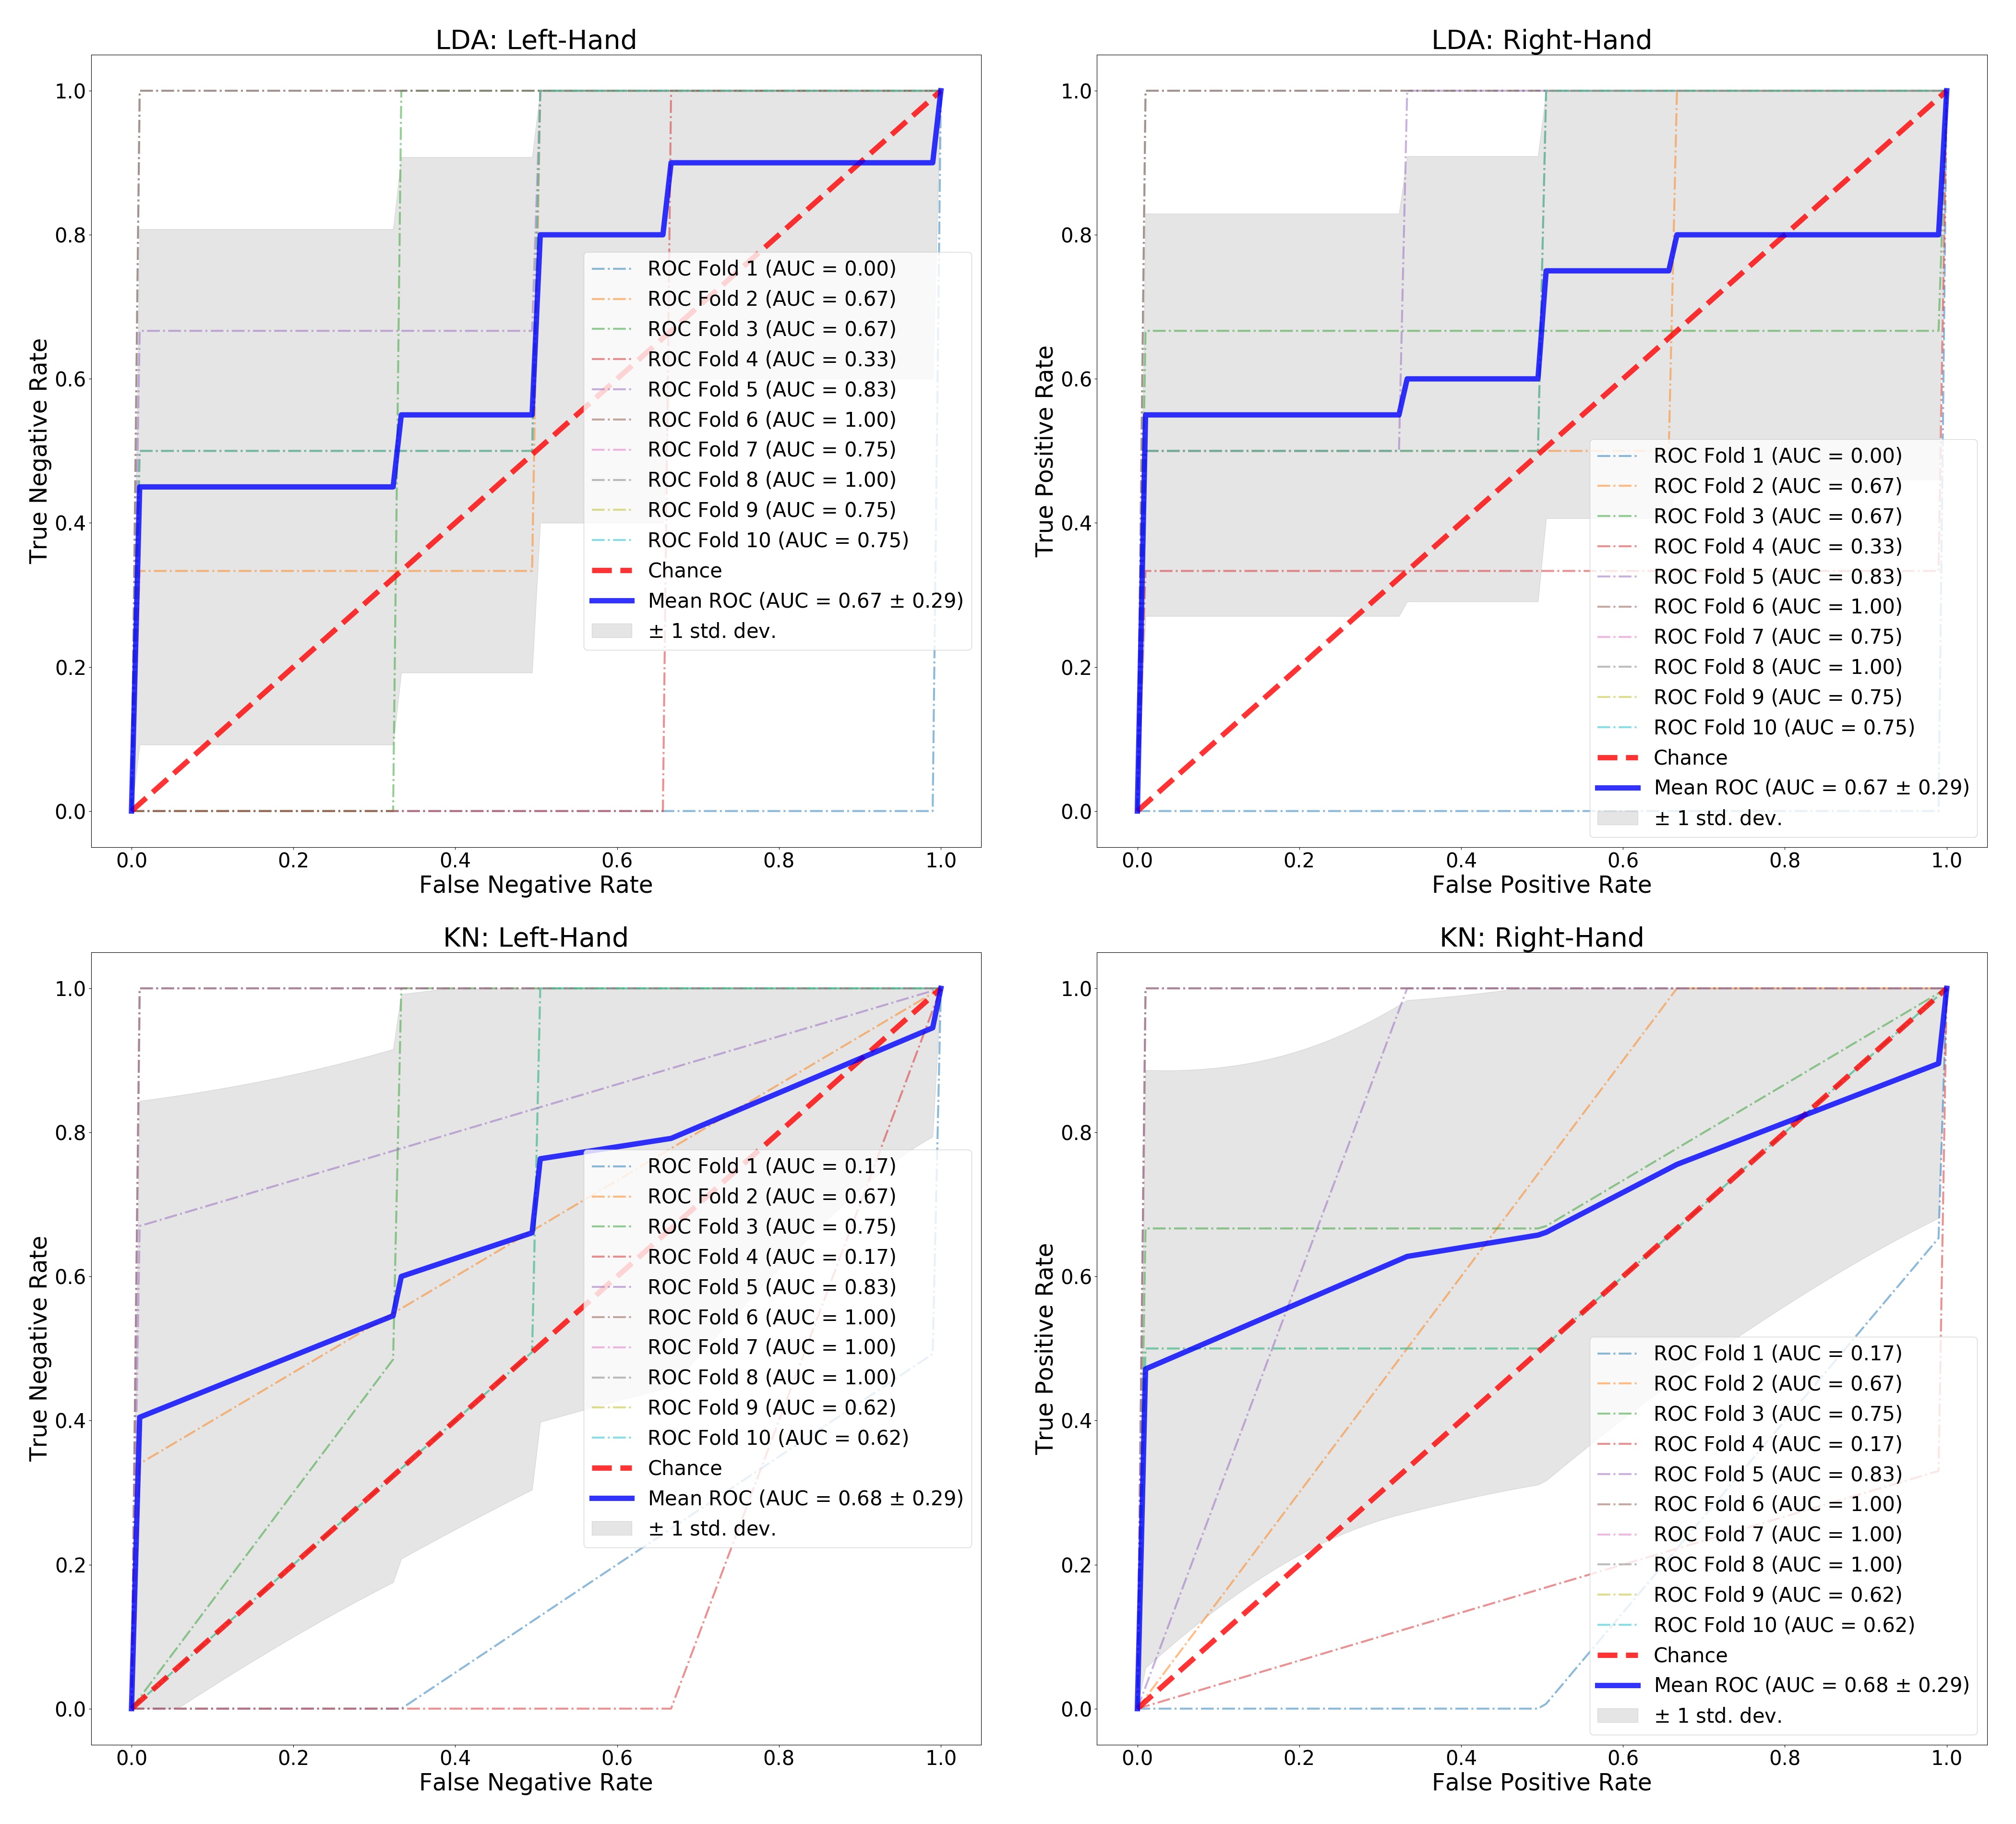 LDA: Left-Hand
1.0
0.8
0.6
0.4
0.2
0.0
True Negative Rate
ROC Fold 1 (AUC = 0.00)
ROC Fold 2 (AUC = 0.67)
ROC Fold 3 (AUC = 0.67)
ROC Fold 4 (AUC = 0.33)
ROC Fold 5 (AUC = 0.83)
ROC Fold 6 (AUC = 1.00)
ROC Fold 7 (AUC = 0.75)
ROC Fold 8 (AUC = 1.00)
ROC Fold 9 (AUC = 0.75)
ROC Fold 10 (AUC = 0.75)
Chance
Mean ROC (AUC = 0.67 ± 0.29)
± 1 std. dev.
0.0 0.2 0.4 0.6 0.8 1.0
False Negative Rate
LDA: Right-Hand
1.0
0.8
0.6
0.4
0.2
0.0
True Positive Rate
ROC Fold 1 (AUC = 0.00)
ROC Fold 2 (AUC = 0.67)
ROC Fold 3 (AUC = 0.67)
ROC Fold 4 (AUC = 0.33)
ROC Fold 5 (AUC = 0.83)
ROC Fold 6 (AUC = 1.00)
ROC Fold 7 (AUC = 0.75)
ROC Fold 8 (AUC = 1.00)
ROC Fold 9 (AUC = 0.75)
ROC Fold 10 (AUC = 0.75)
Chance
Mean ROC (AUC = 0.67 ± 0.29)
± 1 std. dev.
0.0 0.2 0.4 0.6 0.8 1.0
False Positive Rate
KN: Left-Hand
1.0
0.8
0.6
0.4
0.2
0.0
True Negative Rate
ROC Fold 1 (AUC = 0.17)
ROC Fold 2 (AUC = 0.67)
ROC Fold 3 (AUC = 0.75)
ROC Fold 4 (AUC = 0.17)
ROC Fold 5 (AUC = 0.83)
ROC Fold 6 (AUC = 1.00)
ROC Fold 7 (AUC = 1.00)
ROC Fold 8 (AUC = 1.00)
ROC Fold 9 (AUC = 0.62)
ROC Fold 10 (AUC = 0.62)
Chance
Mean ROC (AUC = 0.68 ± 0.29)
± 1 std. dev.
0.0 0.2 0.4 0.6 0.8 1.0
False Negative Rate
KN: Right-Hand
1.0
0.8
0.6
0.4
0.2
0.0
True Positive Rate
ROC Fold 1 (AUC = 0.17)
ROC Fold 2 (AUC = 0.67)
ROC Fold 3 (AUC = 0.75)
ROC Fold 4 (AUC = 0.17)
ROC Fold 5 (AUC = 0.83)
ROC Fold 6 (AUC = 1.00)
ROC Fold 7 (AUC = 1.00)
ROC Fold 8 (AUC = 1.00)
ROC Fold 9 (AUC = 0.62)
ROC Fold 10 (AUC = 0.62)
Chance
Mean ROC (AUC = 0.68 ± 0.29)
± 1 std. dev.
0.0 0.2 0.4 0.6 0.8 1.0
False Positive Rate